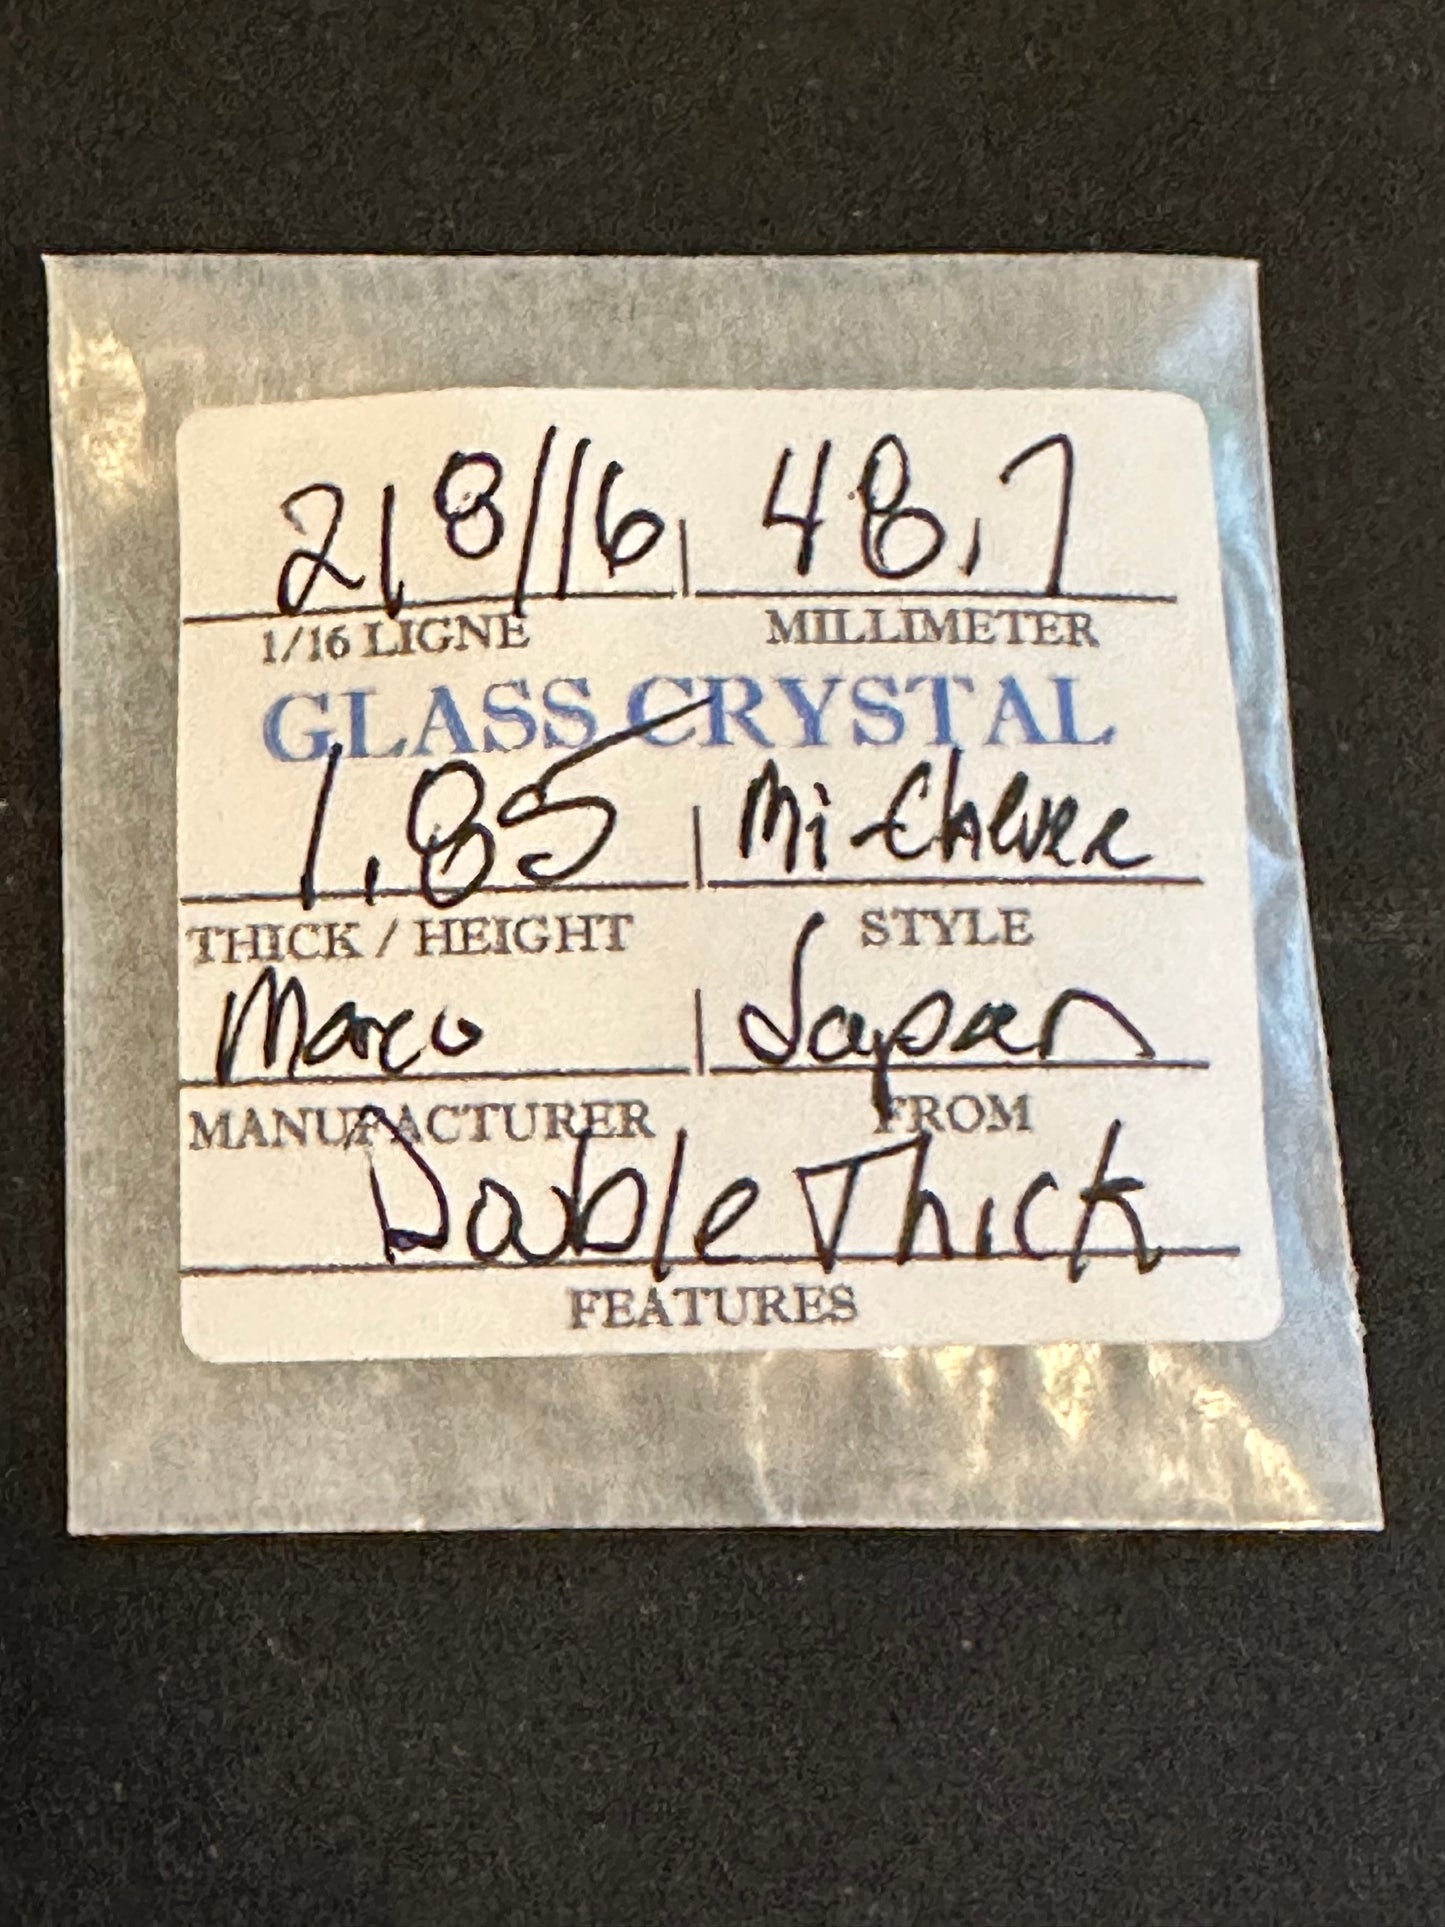 21 8/16 | 48.7
1/16 LIGNE MILLIMETER
GLASS CRYSTAL
1.85 | Mi-Chever
THICK / HEIGHT STYLE
Marco | Japan
MANUFACTURER FROM
Double Thick
FEATURES